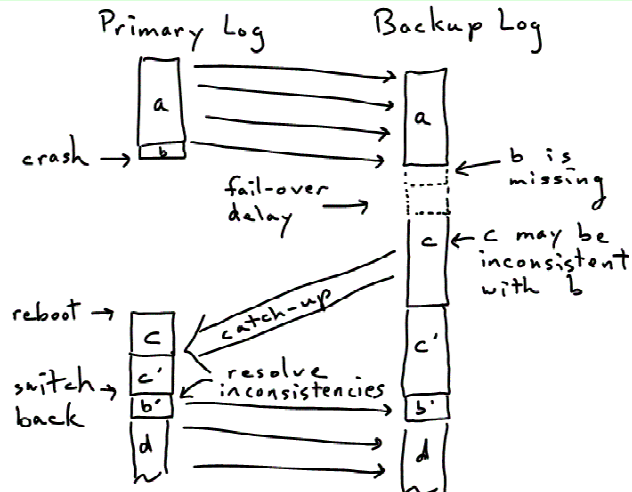 Primary Log
Backup Log
a
a
b
crash →
b is
missing
fail-over
delay →
c
c may be
inconsistent
with b
catch-up
reboot →
c
c'
c'
resolve
inconsistencies
switch
back
b'
b'
d
d